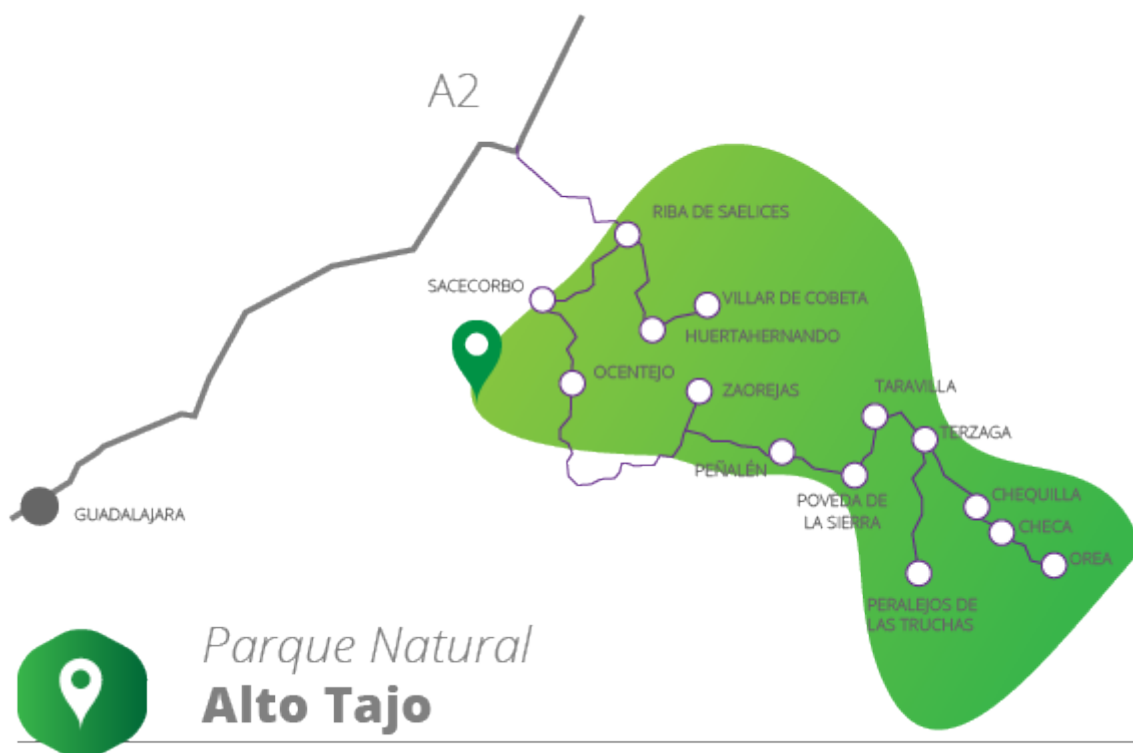 A2
RIBA DE SAELICES
SACECORBO
VILLAR DE COBETA
HUERTAHERNANDO
OCENTEJO
ZAOREJAS
TARAVILLA
TERZAGA
PEÑALÉN
POVEDA DE
LA SIERRA
CHEQUILLA
CHECA
OREA
GUADALAJARA
PERALEJOS DE
LAS TRUCHAS
Parque Natural
Alto Tajo